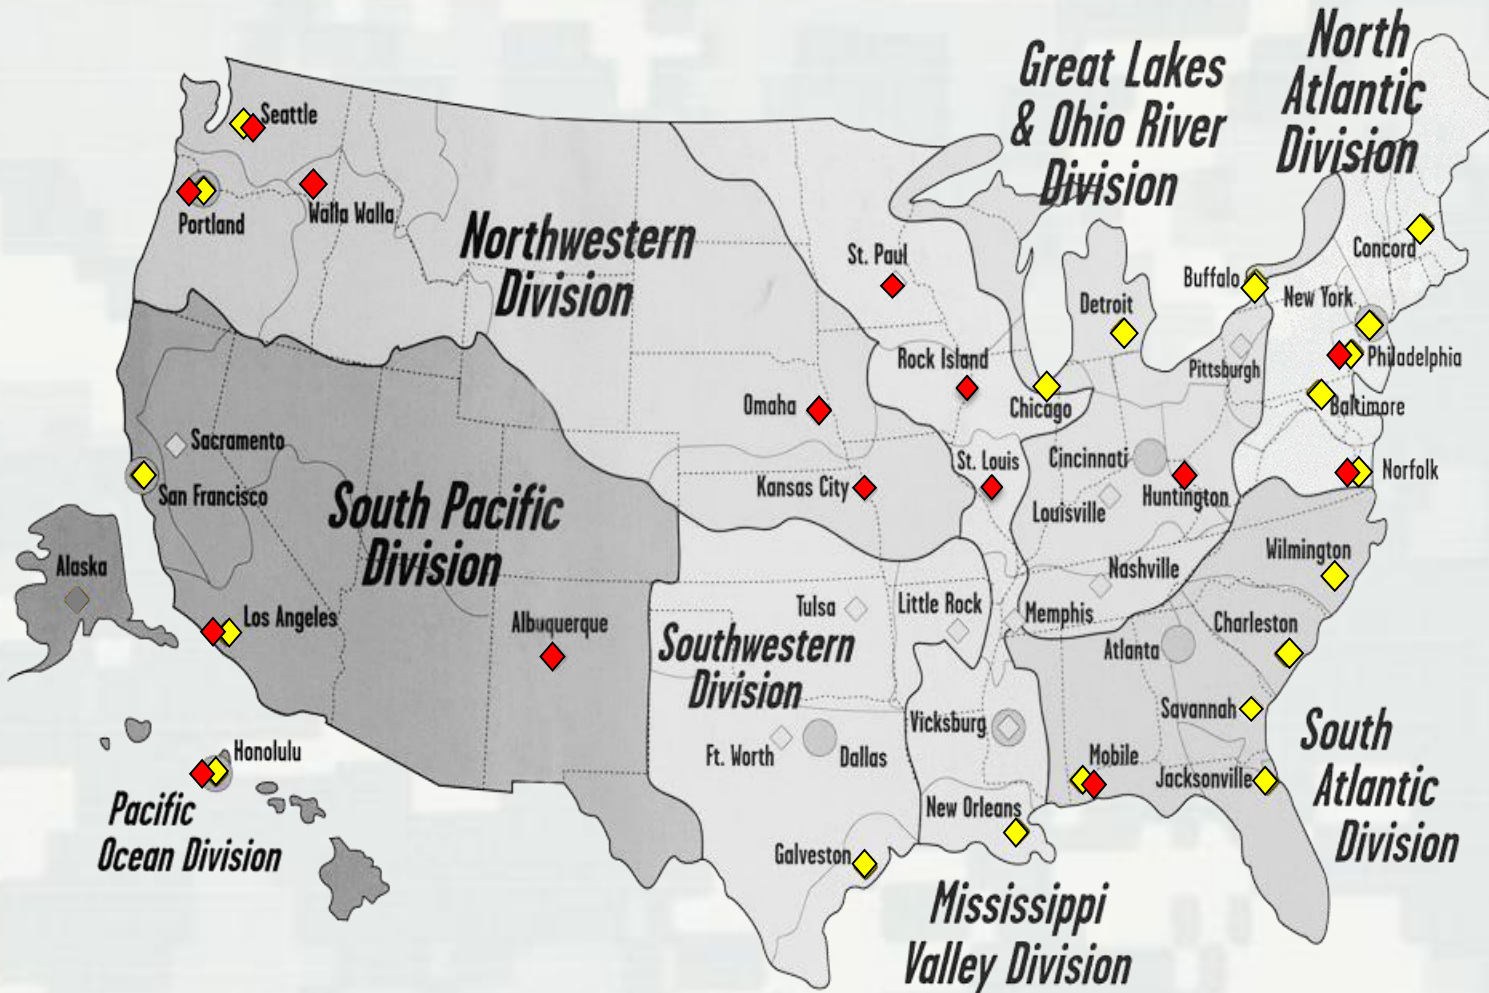 North
Atlantic
Division
Great Lakes
& Ohio River
Division
Seattle
Portland
Walla Walla
Northwestern
Division
St. Paul
Concord
Buffalo
New York
Detroit
Rock Island
Philadelphia
Pittsburgh
Omaha
Chicago
Baltimore
Sacramento
San Francisco
Kansas City
St. Louis
Cincinnati
Norfolk
Huntington
Louisville
South Pacific
Division
Wilmington
Alaska
Nashville
Tulsa
Little Rock
Memphis
Los Angeles
Albuquerque
Charleston
Atlanta
Southwestern
Division
Savannah
Vicksburg
Ft. Worth
Dallas
Honolulu
Mobile
Jacksonville
South
Atlantic
Division
Pacific
Ocean Division
New Orleans
Galveston
Mississippi
Valley Division